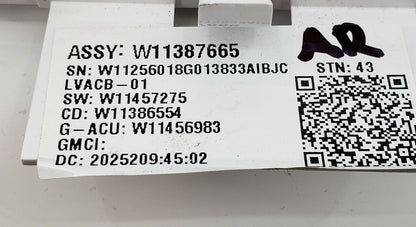 AR
ASSY: W11387665
SN: W11256018G013833AIBJC
STN: 43
LVACB-01
SW: W11457275
CD: W11386554
G-ACU: W11456983
GMCI:
DC: 2025209:45:02